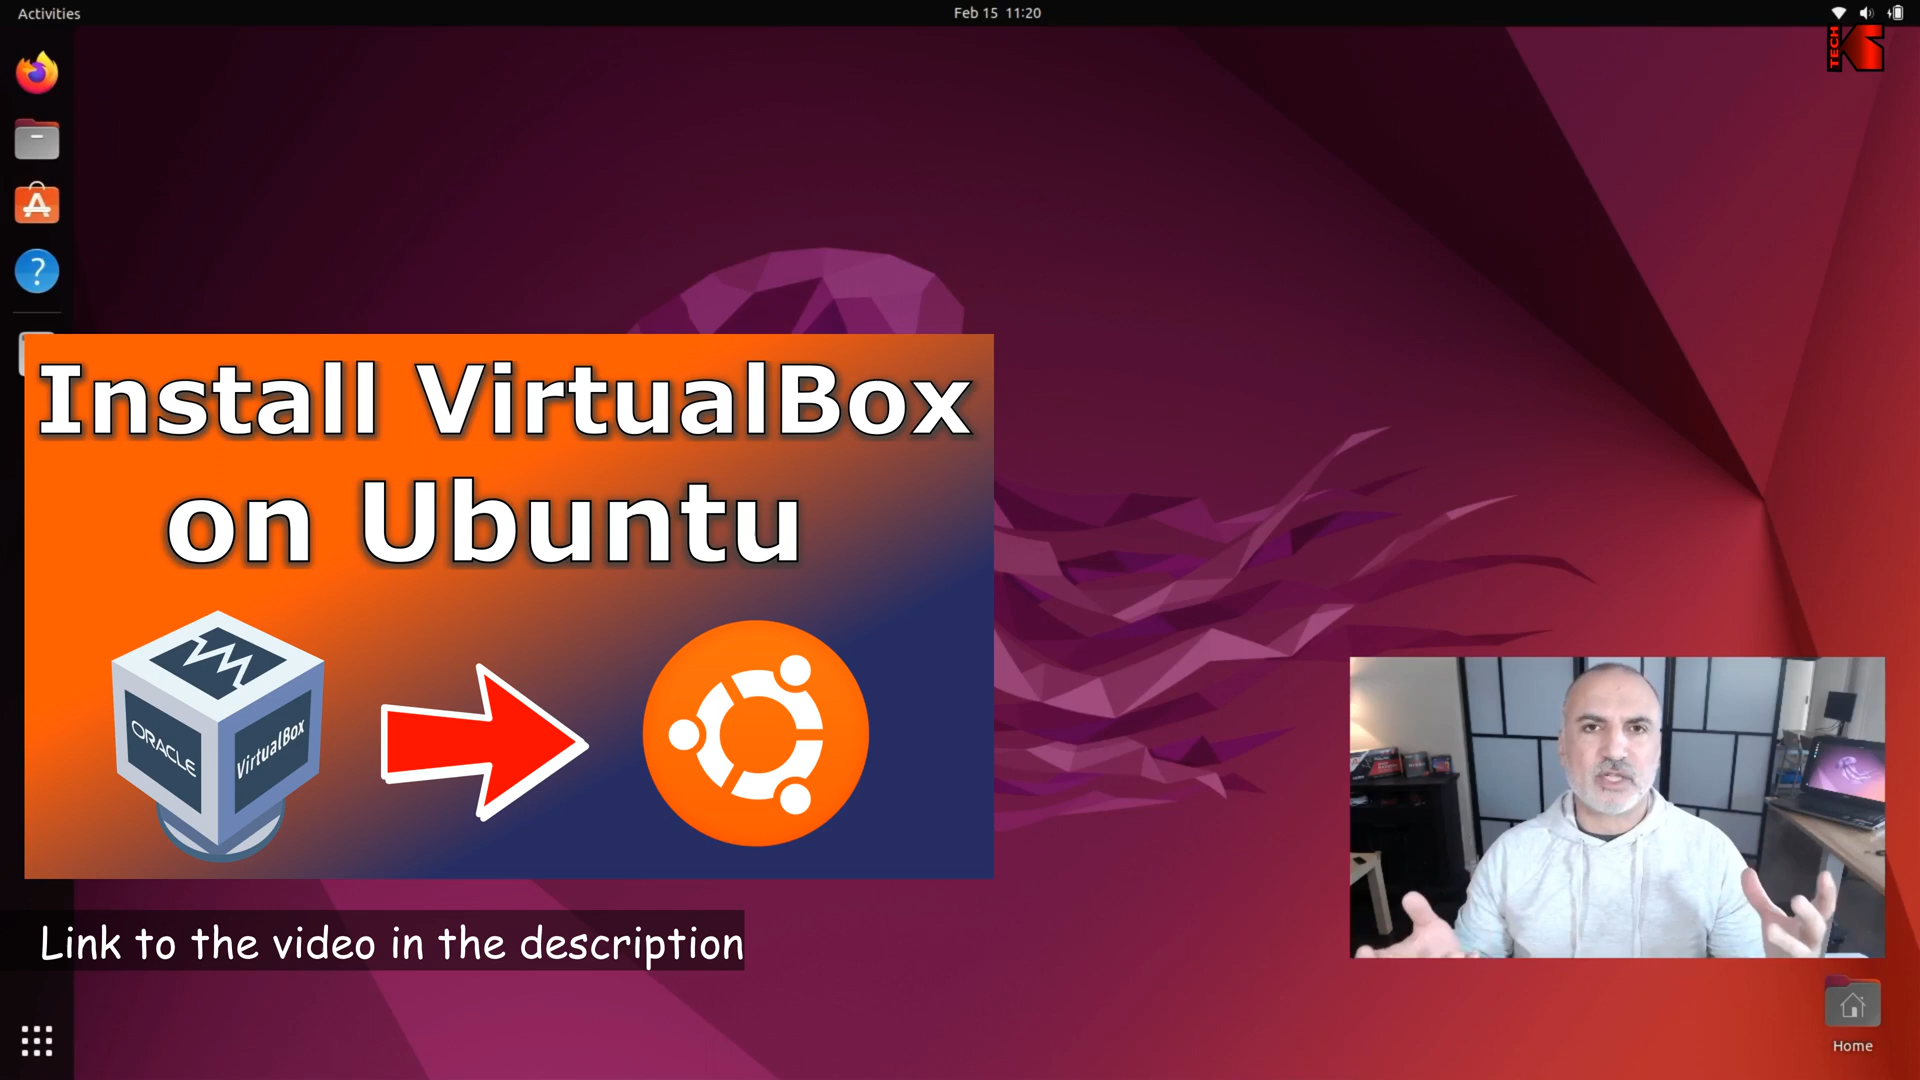 Activities
Feb 15 11:20
TECH
K
Install VirtualBox
on Ubuntu
ORACLE
VirtualBox
Link to the video in the description
Home